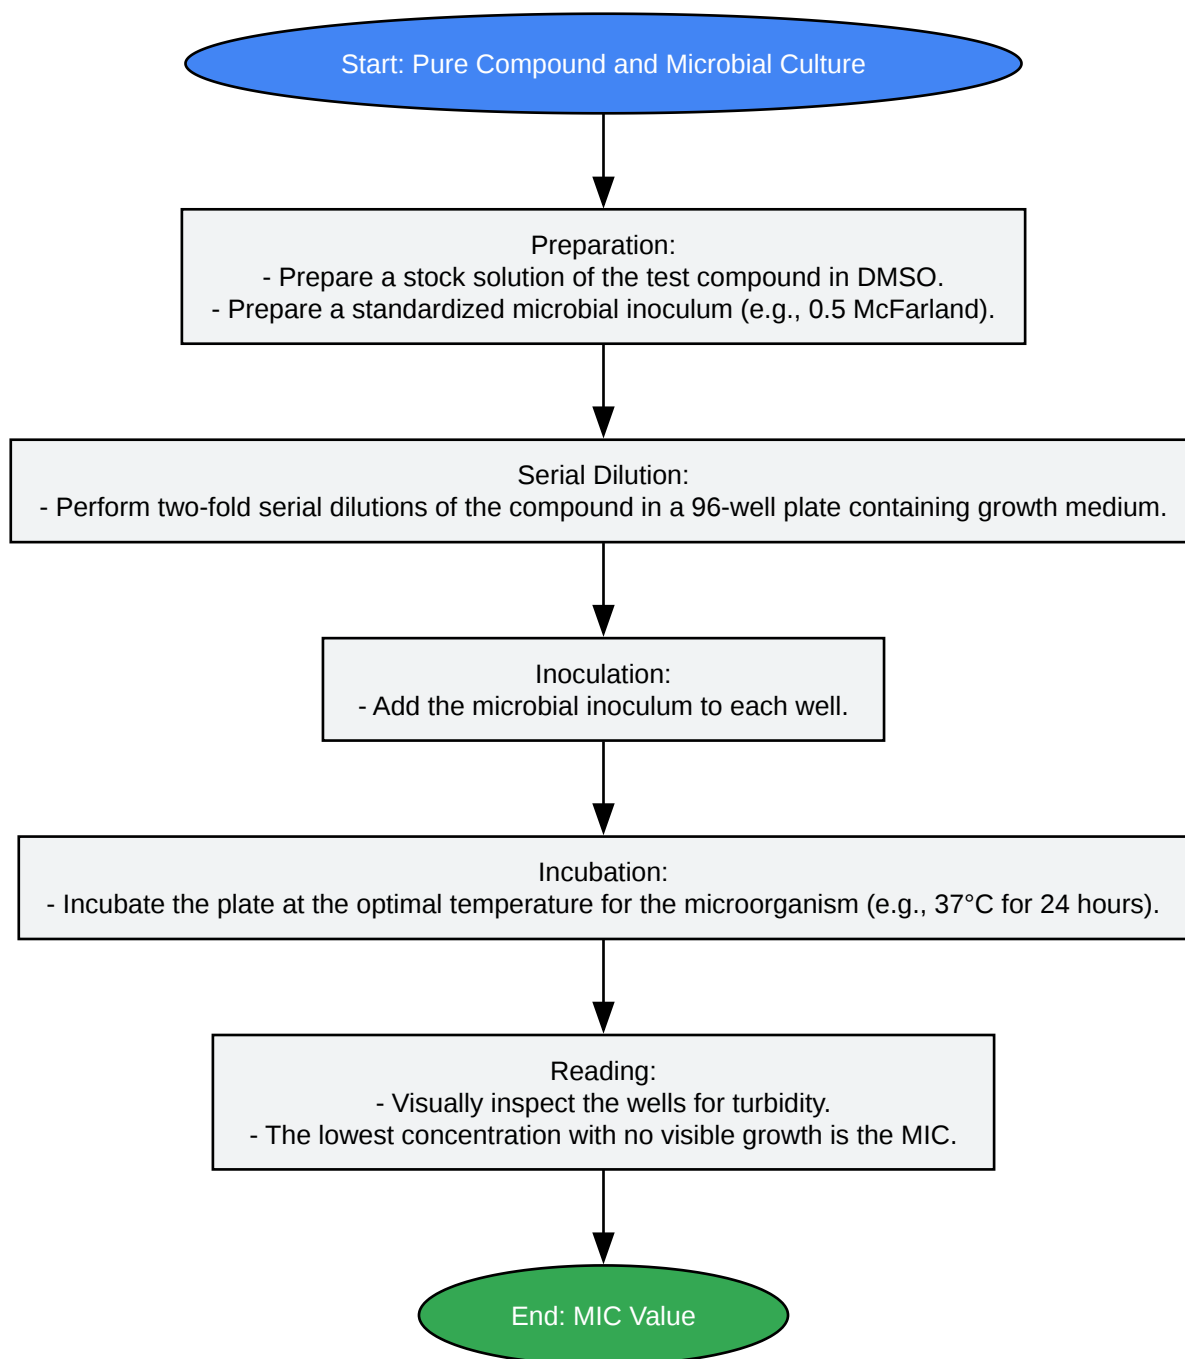 Start: Pure Compound and Microbial Culture
Preparation:
- Prepare a stock solution of the test compound in DMSO.
- Prepare a standardized microbial inoculum (e.g., 0.5 McFarland).
Serial Dilution:
- Perform two-fold serial dilutions of the compound in a 96-well plate containing growth medium.
Inoculation:
- Add the microbial inoculum to each well.
Incubation:
- Incubate the plate at the optimal temperature for the microorganism (e.g., 37°C for 24 hours).
Reading:
- Visually inspect the wells for turbidity.
- The lowest concentration with no visible growth is the MIC.
End: MIC Value